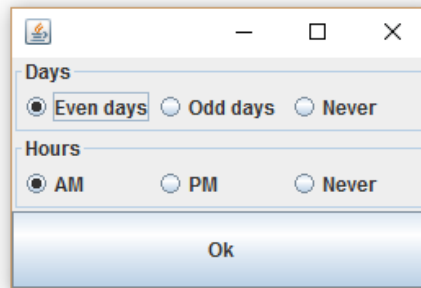 Days
Even days Odd days Never
Hours
AM PM Never
Ok